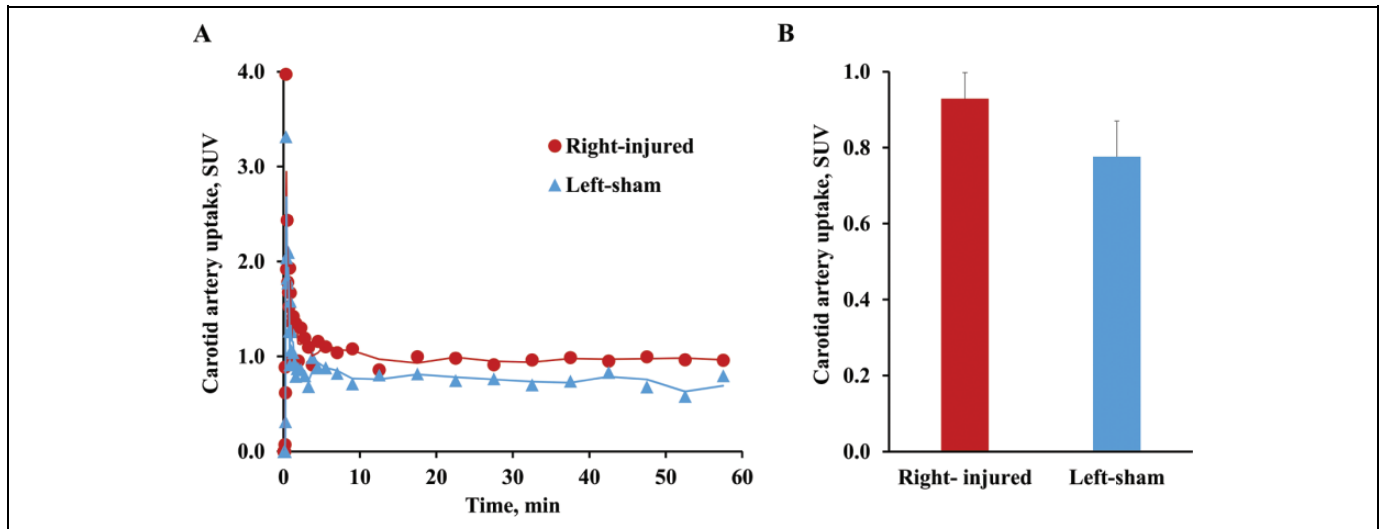 A
Carotid artery uptake, SUV
4.0
3.0
2.0
1.0
0.0
Right-injured
Left-sham
0 10 20 30 40 50 60
Time, min
B
Carotid artery uptake, SUV
1.0
0.8
0.6
0.4
0.2
0.0
Right- injured Left-sham